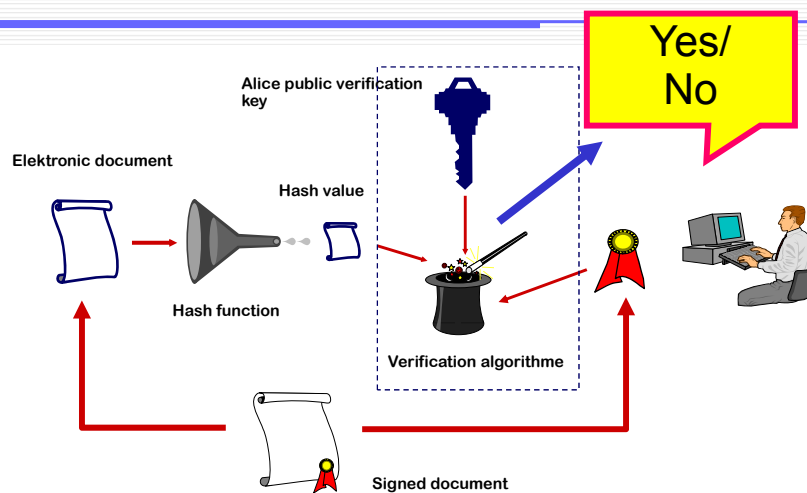 Yes/
No
Alice public verification
key
Elektronic document
Hash value
Hash function
Verification algorithme
Signed document